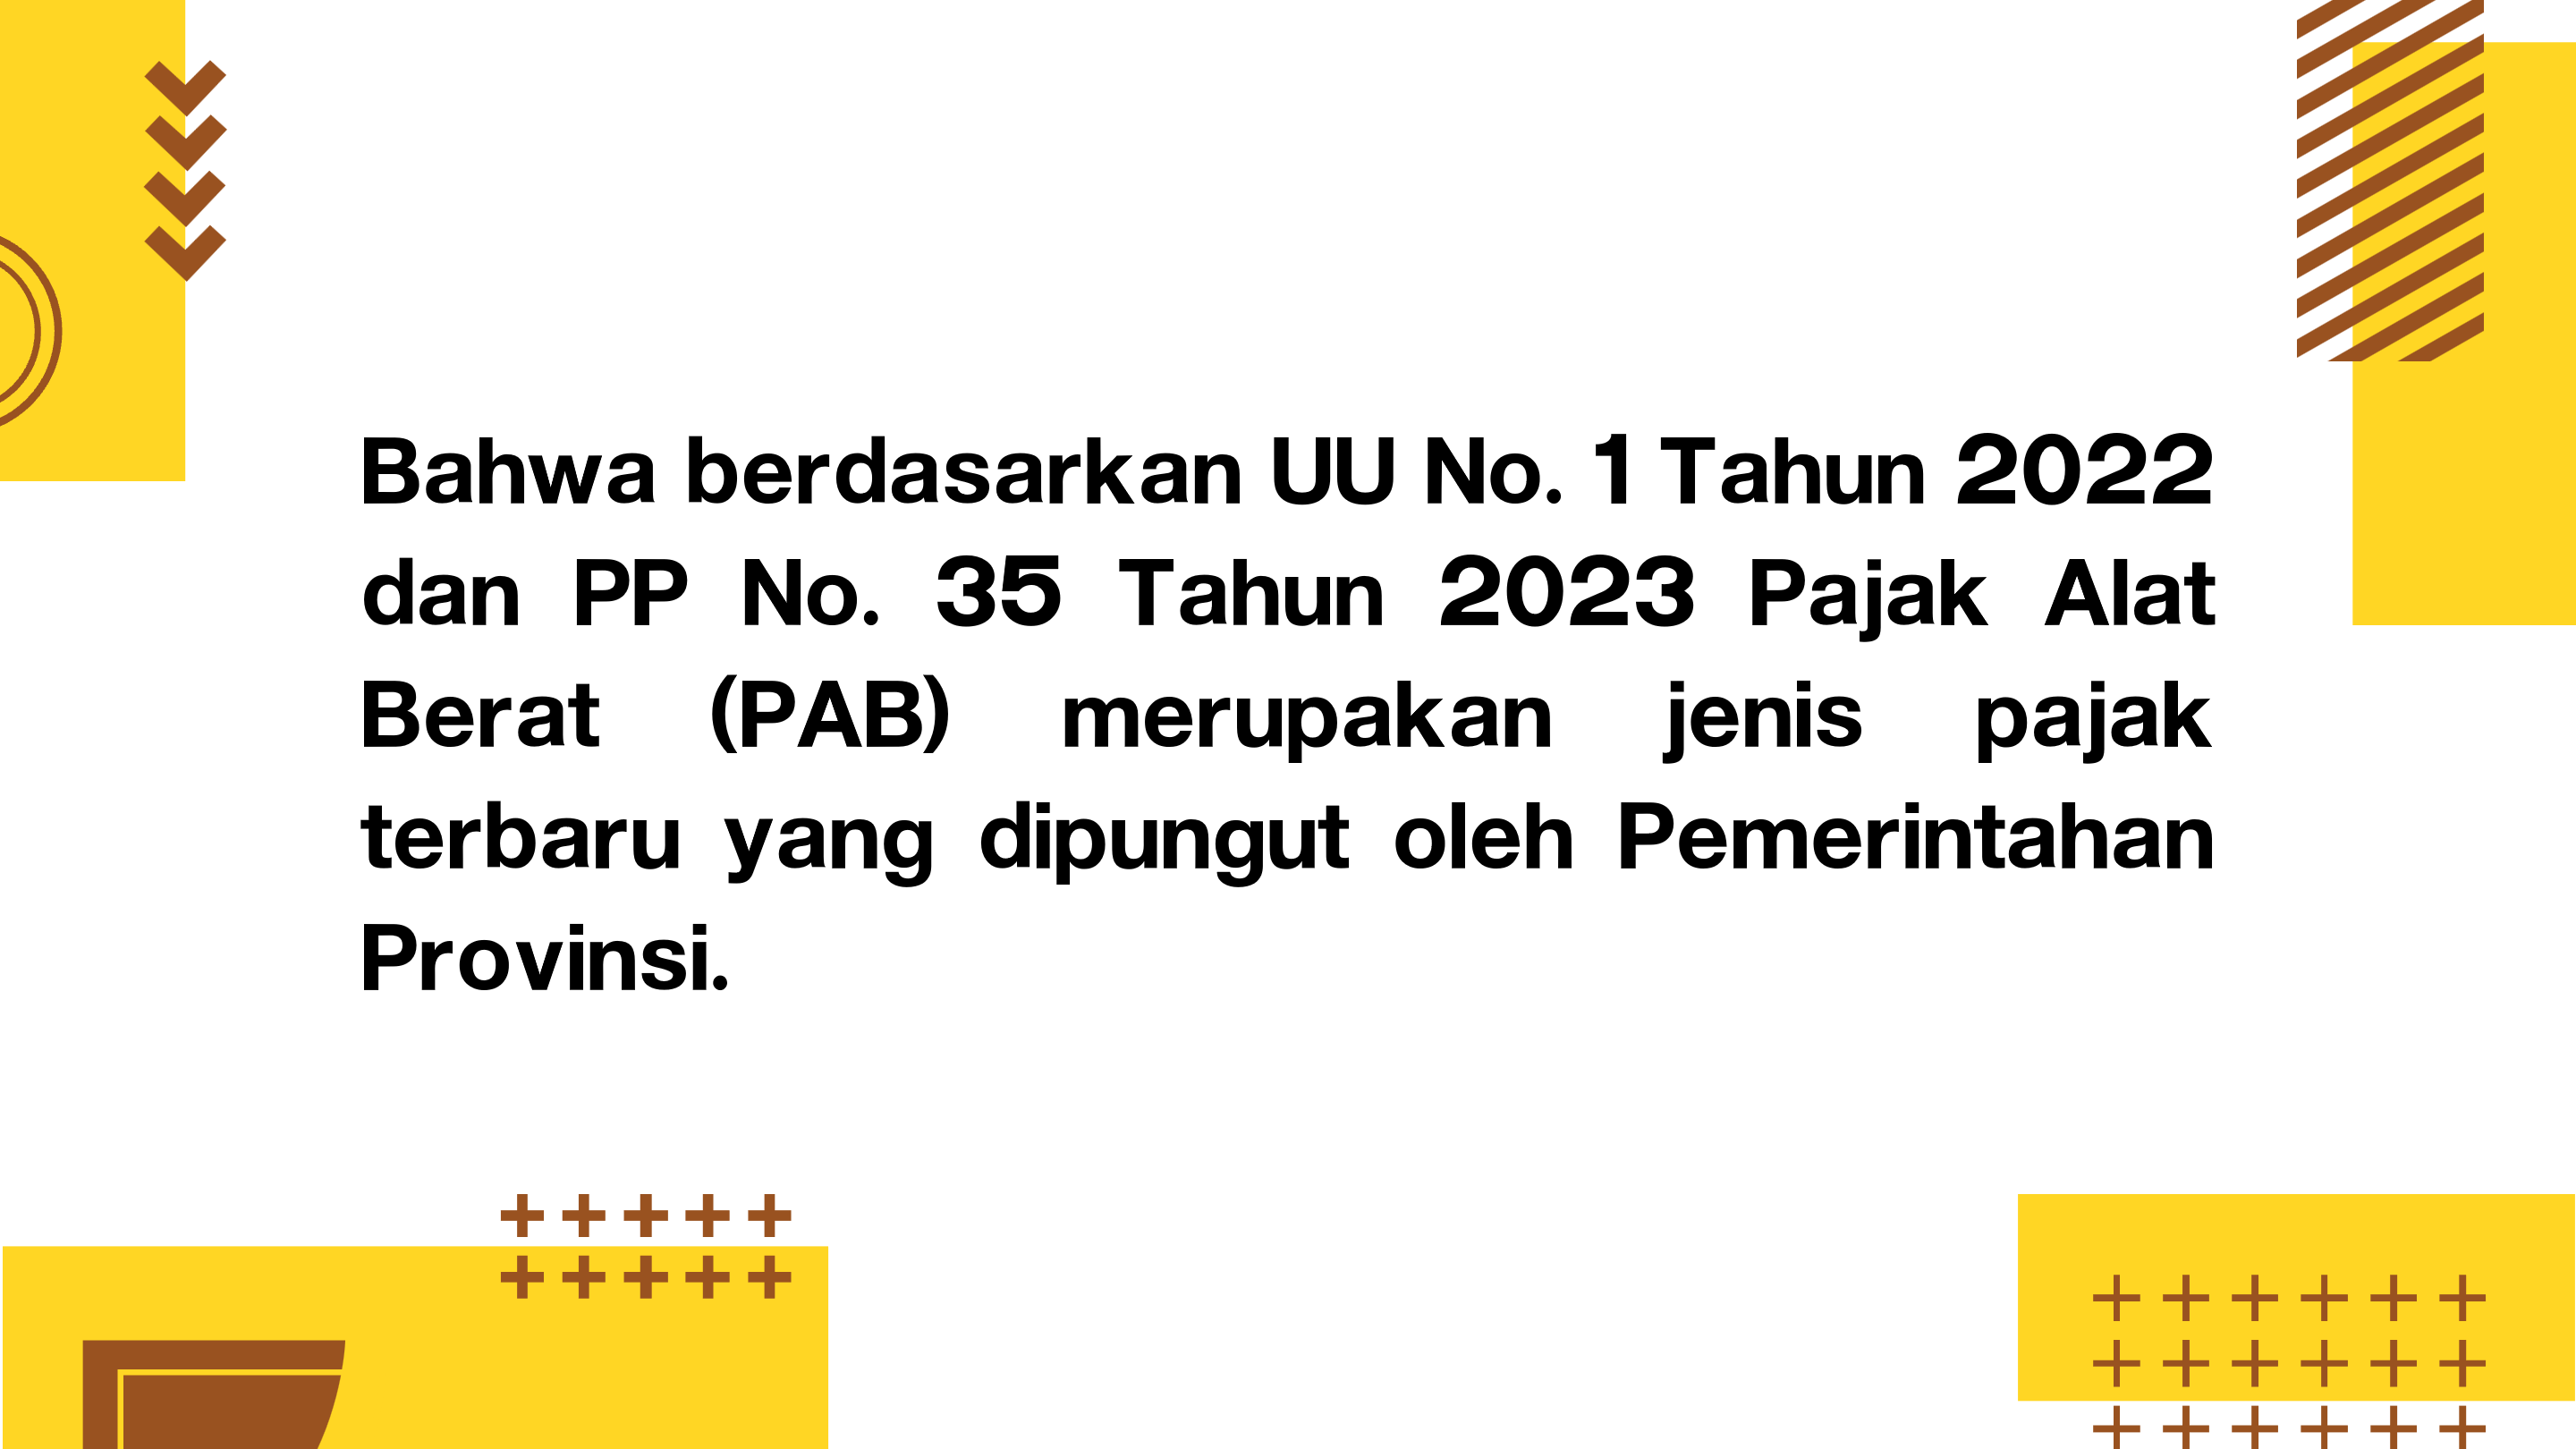 Bahwa berdasarkan UU No. 1 Tahun 2022
dan PP No. 35 Tahun 2023 Pajak Alat
Berat (PAB) merupakan jenis pajak
terbaru yang dipungut oleh Pemerintahan
Provinsi.